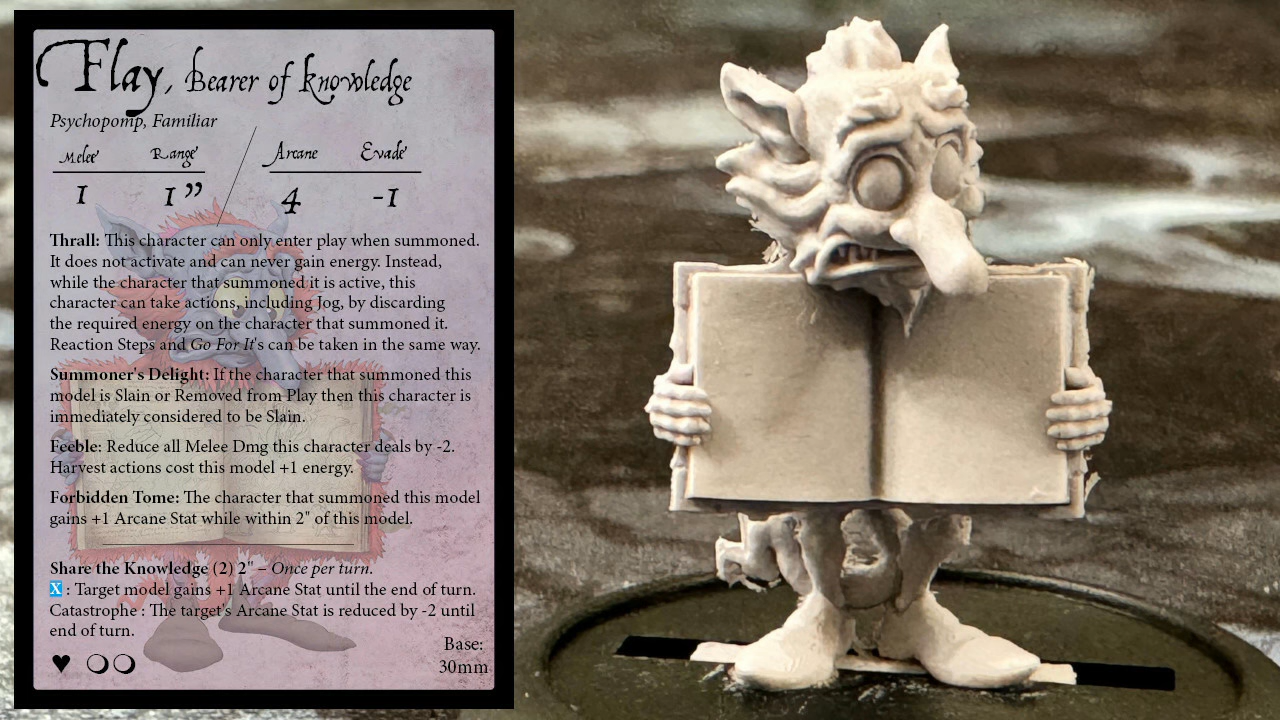 Flay, Bearer of knowledge
Psychopomp, Familiar
Melee Range Arcane Evade
1 1" 4 -1
Thrall: This character can only enter play when summoned.
It does not activate and can never gain energy. Instead,
while the character that summoned it is active, this
character can take actions, including Jog, by discarding
the required energy on the character that summoned it.
Reaction Steps and Go For It's can be taken in the same way.
Summoner's Delight: If the character that summoned this
model is Slain or Removed from Play then this character is
immediately considered to be Slain.
Feeble: Reduce all Melee Dmg this character deals by -2.
Harvest actions cost this model +1 energy.
Forbidden Tome: The character that summoned this model
gains +1 Arcane Stat while within 2" of this model.
Share the Knowledge (2) 2" – Once per turn.
X : Target model gains +1 Arcane Stat until the end of turn.
Catastrophe : The target's Arcane Stat is reduced by -2 until
end of turn.
Base:
30mm